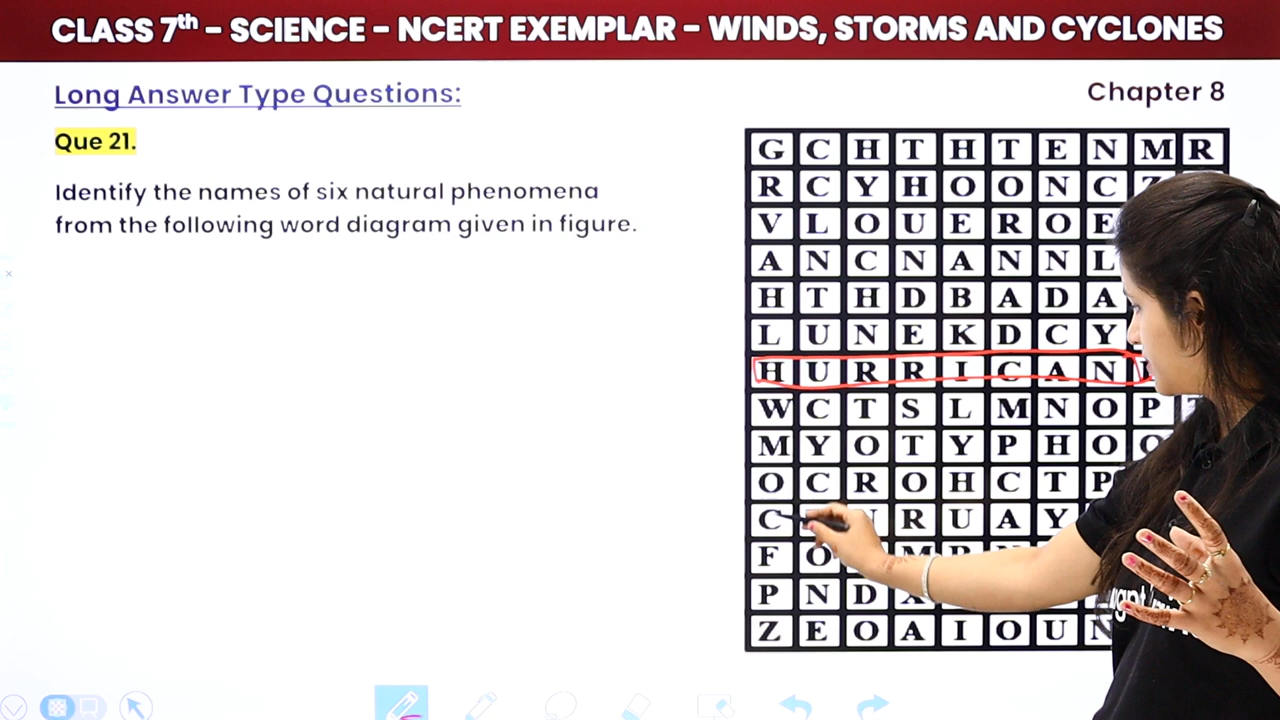 CLASS 7th - SCIENCE - NCERT EXEMPLAR - WINDS, STORMS AND CYCLONES
Long Answer Type Questions:
Chapter 8
Que 21.
Identify the names of six natural phenomena
from the following word diagram given in figure.
G C H T H T E N M R
R C Y H O O N C Z
V L O U E R O E
A N C N A N N L
H T H D B A D A
L U N E K D C Y
H U R R I C A N
W C T S L M N O P
M Y O T Y P H O O
O C R O H C T P
C R U A Y
F O M
P N D A
Z E O A I O U N